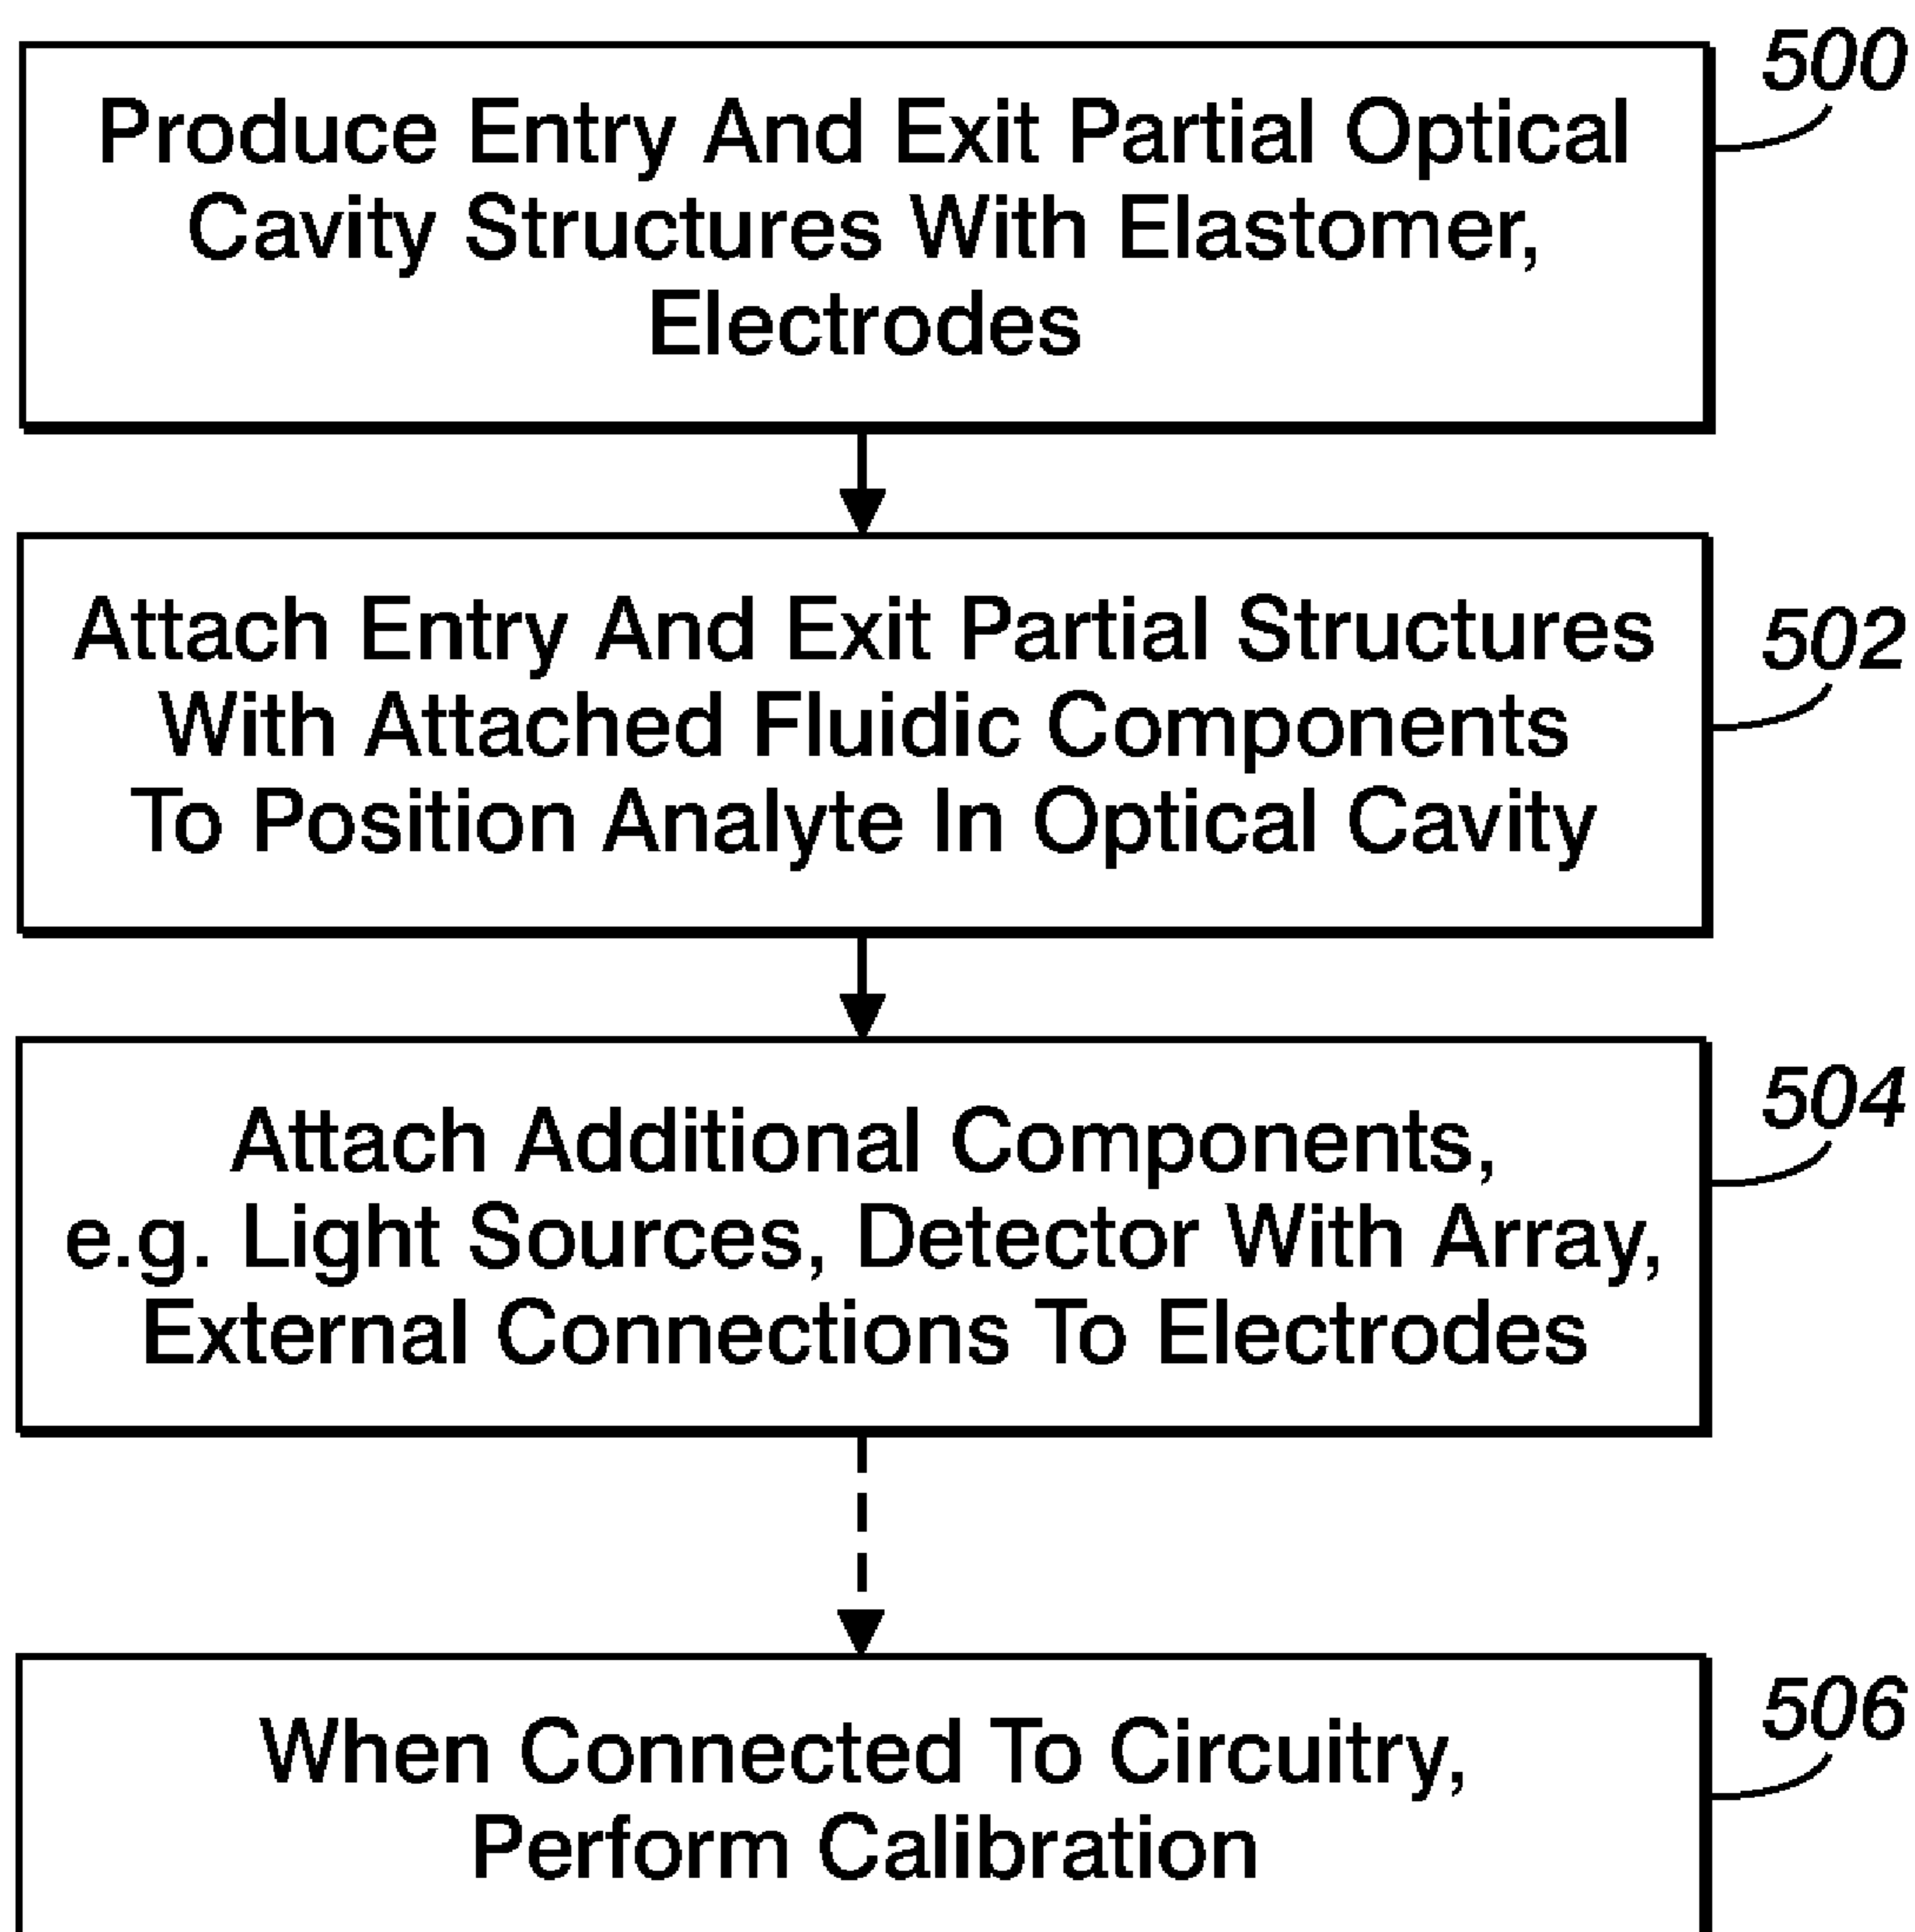 500
Produce Entry And Exit Partial Optical
Cavity Structures With Elastomer,
Electrodes
502
Attach Entry And Exit Partial Structures
With Attached Fluidic Components
To Position Analyte In Optical Cavity
504
Attach Additional Components,
e.g. Light Sources, Detector With Array,
External Connections To Electrodes
506
When Connected To Circuitry,
Perform Calibration